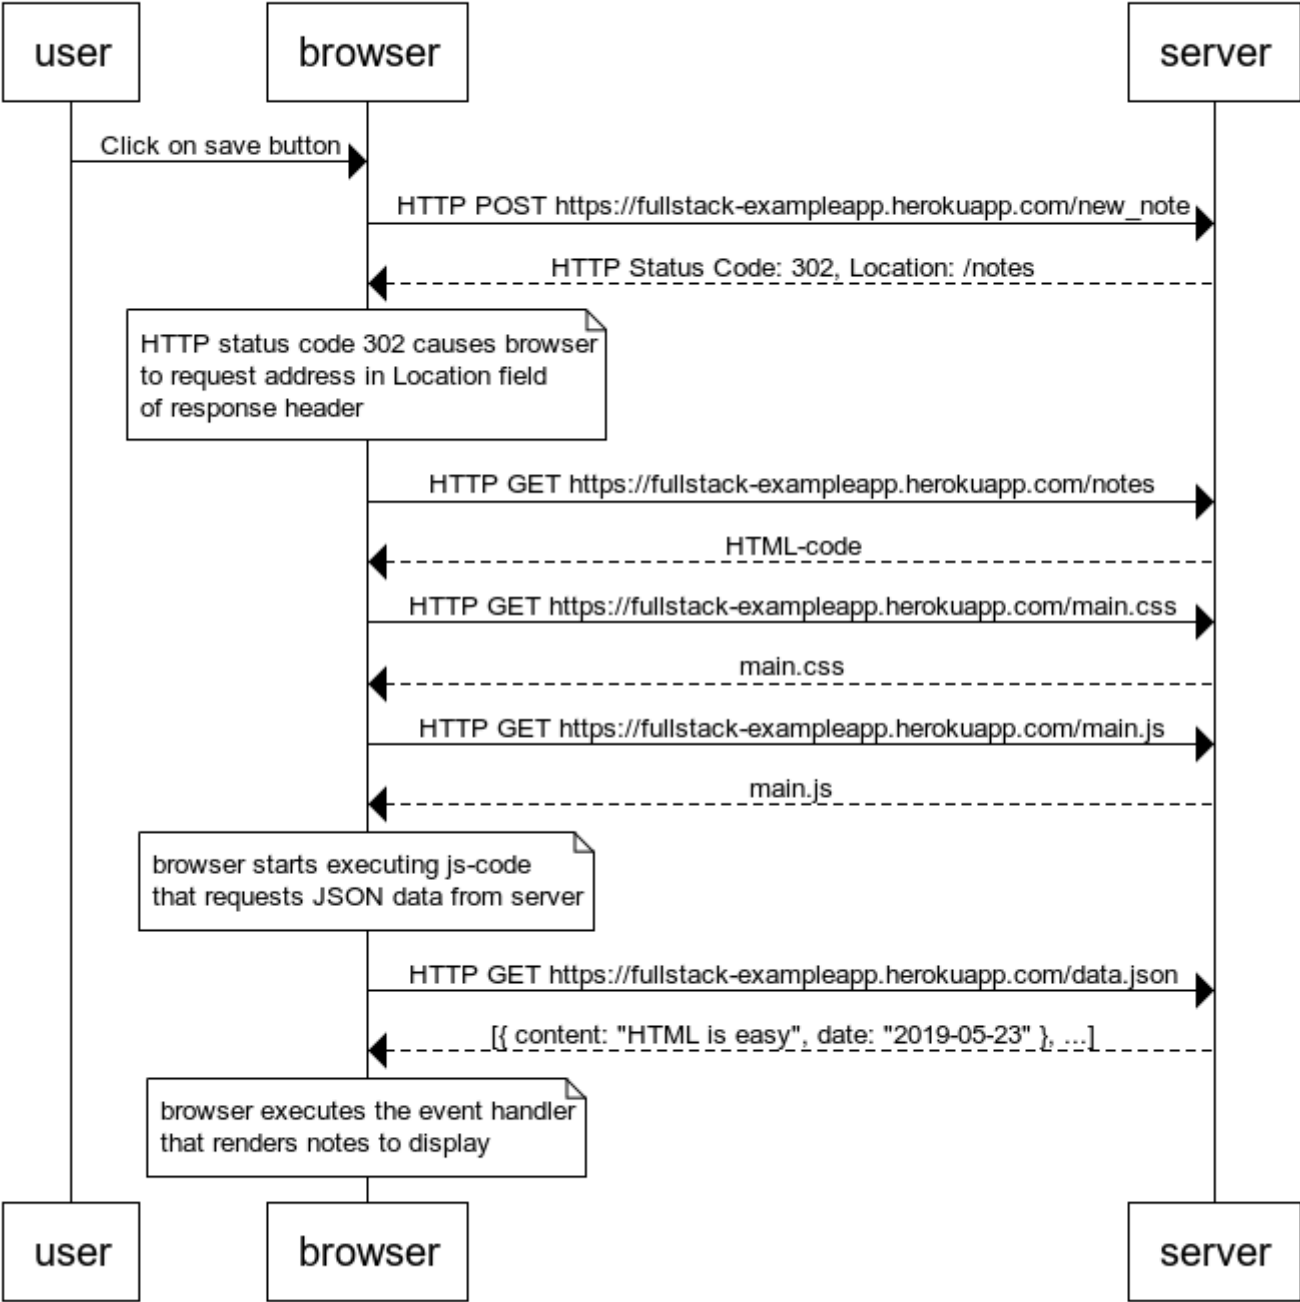 user
browser
server
Click on save button
HTTP POST https://fullstack-exampleapp.herokuapp.com/new_note
HTTP Status Code: 302, Location: /notes
HTTP status code 302 causes browser
to request address in Location field
of response header
HTTP GET https://fullstack-exampleapp.herokuapp.com/notes
HTML-code
HTTP GET https://fullstack-exampleapp.herokuapp.com/main.css
main.css
HTTP GET https://fullstack-exampleapp.herokuapp.com/main.js
main.js
browser starts executing js-code
that requests JSON data from server
HTTP GET https://fullstack-exampleapp.herokuapp.com/data.json
[{ content: "HTML is easy", date: "2019-05-23" }, ...]
browser executes the event handler
that renders notes to display
user
browser
server